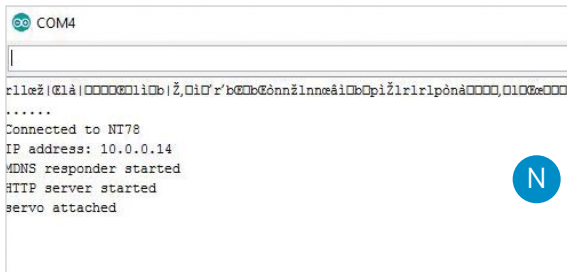 COM4
......
Connected to NT78
IP address: 10.0.0.14
MDNS responder started
HTTP server started
servo attached
N